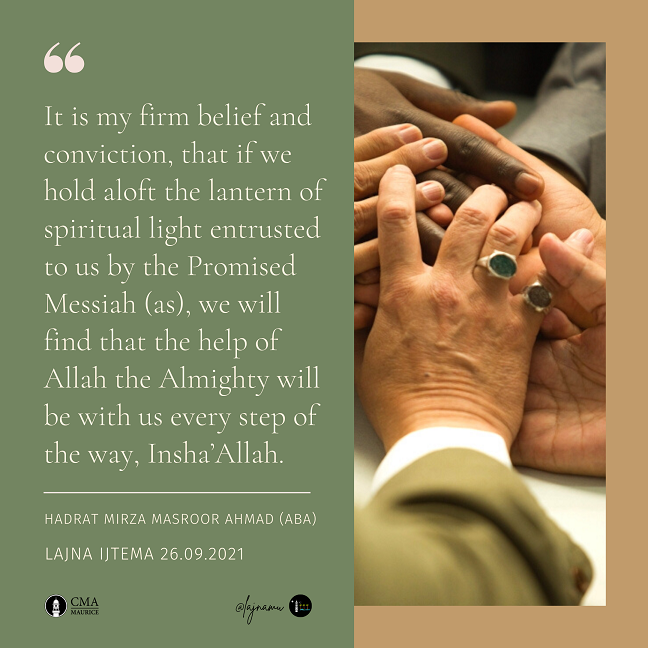 “
It is my firm belief and
conviction, that if we
hold aloft the lantern of
spiritual light entrusted
to us by the Promised
Messiah (as), we will
find that the help of
Allah the Almighty will
be with us every step of
the way, Insha’Allah.
HADRAT MIRZA MASROOR AHMAD (ABA)
LAJNA IJTEMA 26.09.2021
CMA
MAURICE
@lajnamu